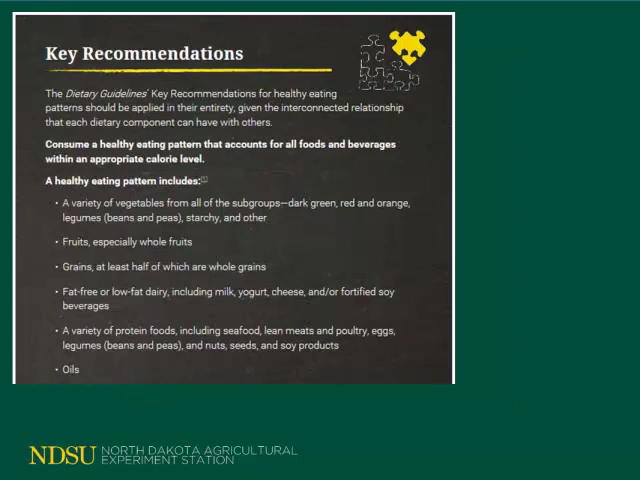 Key Recommendations
The Dietary Guidelines' Key Recommendations for healthy eating
patterns should be applied in their entirety, given the interconnected relationship
that each dietary component can have with others.
Consume a healthy eating pattern that accounts for all foods and beverages
within an appropriate calorie level.
A healthy eating pattern includes:[1]
• A variety of vegetables from all of the subgroups—dark green, red and orange,
legumes (beans and peas), starchy, and other
• Fruits, especially whole fruits
• Grains, at least half of which are whole grains
• Fat-free or low-fat dairy, including milk, yogurt, cheese, and/or fortified soy
beverages
• A variety of protein foods, including seafood, lean meats and poultry, eggs,
legumes (beans and peas), and nuts, seeds, and soy products
• Oils
NDSU NORTH DAKOTA AGRICULTURAL
EXPERIMENT STATION